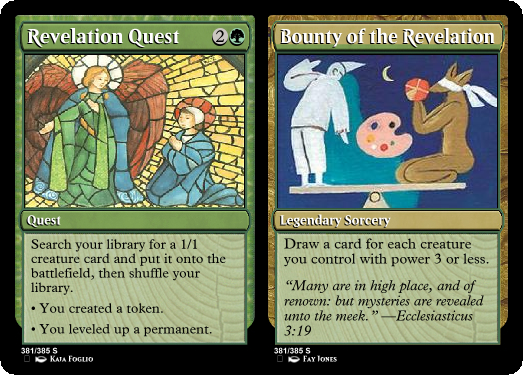 Revelation Quest 2
Quest
Search your library for a 1/1
creature card and put it onto the
battlefield, then shuffle your
library.
• You created a token.
• You leveled up a permanent.
381/385 S
Kaja Foglio
Bounty of the Revelation
Legendary Sorcery
Draw a card for each creature
you control with power 3 or less.
“Many are in high place, and of
renown: but mysteries are revealed
unto the meek.” —Ecclesiasticus
3:19
381/385 S
Fay Jones